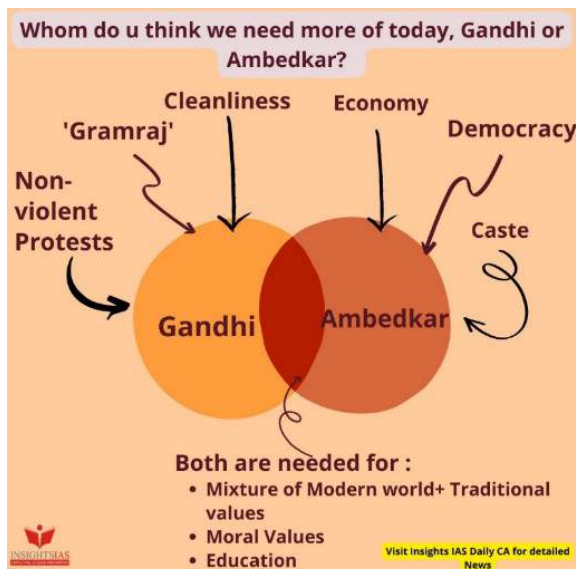 Whom do u think we need more of today, Gandhi or
Ambedkar?
Cleanliness
Economy
'Gramraj'
Democracy
Non-
violent
Protests
Caste
Gandhi
Ambedkar
Both are needed for :
• Mixture of Modern world+ Traditional
values
• Moral Values
• Education
INSIGHTSIAS
Visit Insights IAS Daily CA for detailed
News